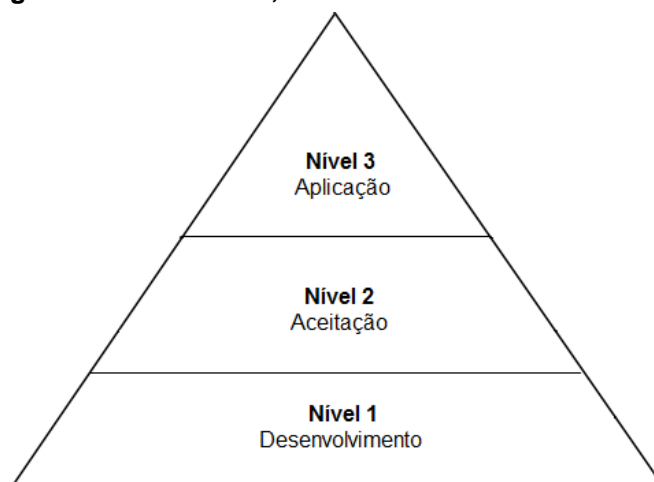 Nível 3
Aplicação
Nível 2
Aceitação
Nível 1
Desenvolvimento